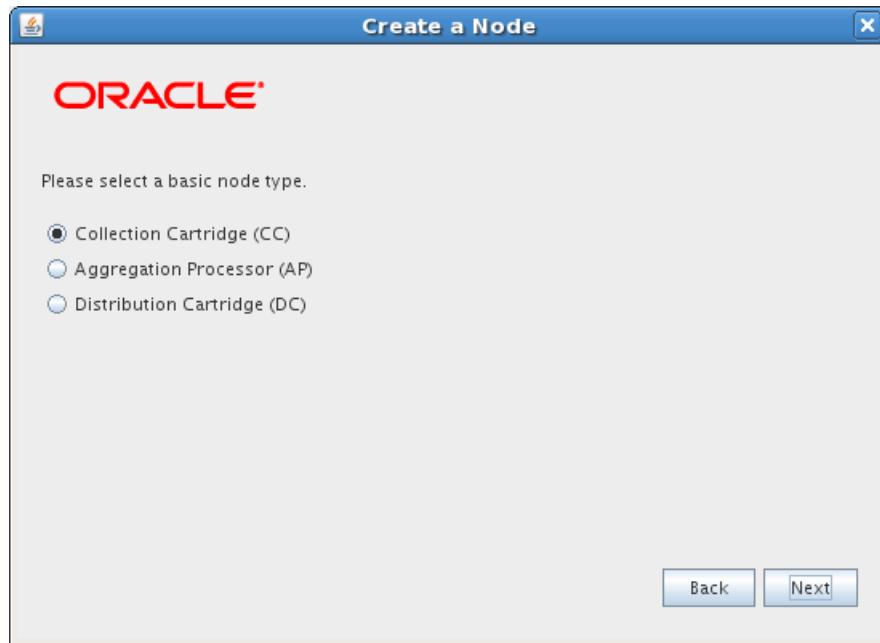 Create a Node
ORACLE®
Please select a basic node type.
Collection Cartridge (CC)
Aggregation Processor (AP)
Distribution Cartridge (DC)
Back Next